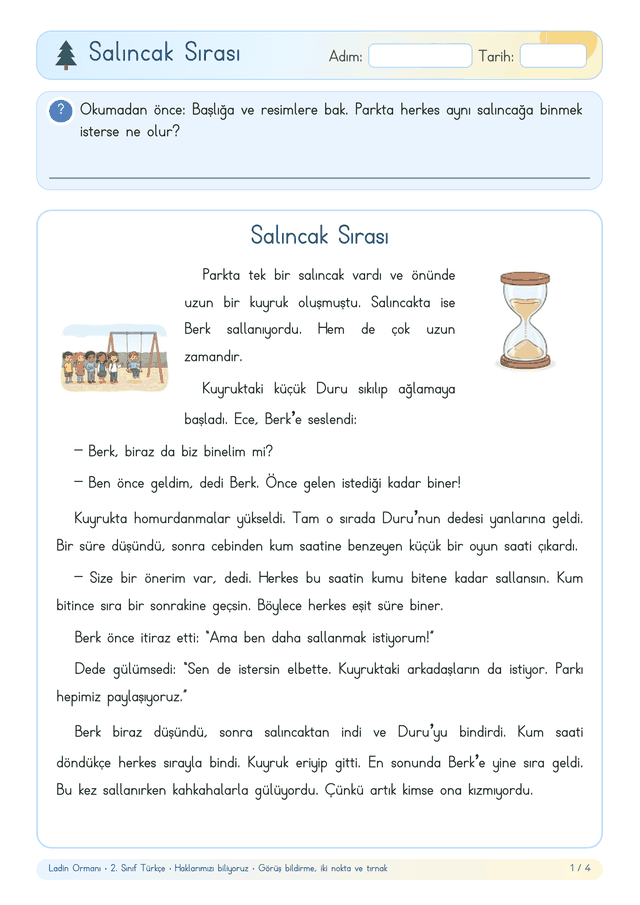 Salıncak Sırası
Adım:
Tarih:
?
Okumadan önce: Başlığa ve resimlere bak. Parkta herkes aynı salıncağa binmek
isterse ne olur?
Salıncak Sırası
Parkta tek bir salıncak vardı ve önünde
uzun bir kuyruk oluşmuştu. Salıncakta ise
Berk sallanıyordu. Hem de çok uzun
zamandır.
Kuyruktaki küçük Duru sıkılıp ağlamaya
başladı. Ece, Berk’e seslendi:
– Berk, biraz da biz binelim mi?
– Ben önce geldim, dedi Berk. Önce gelen istediği kadar biner!
Kuyrukta homurdanmalar yükseldi. Tam o sırada Duru’nun dedesi yanlarına geldi.
Bir süre düşündü, sonra cebinden kum saatine benzeyen küçük bir oyun saati çıkardı.
– Size bir önerim var, dedi. Herkes bu saatin kumu bitene kadar sallansın. Kum
bitince sıra bir sonrakine geçsin. Böylece herkes eşit süre biner.
Berk önce itiraz etti: “Ama ben daha sallanmak istiyorum!”
Dede gülümsedi: “Sen de istersin elbette. Kuyruktaki arkadaşların da istiyor. Parkı
hepimiz paylaşıyoruz.”
Berk biraz düşündü, sonra salıncaktan indi ve Duru’yu bindirdi. Kum saati
döndükçe herkes sırayla bindi. Kuyruk eriyip gitti. En sonunda Berk’e yine sıra geldi.
Bu kez sallanırken kahkahalarla gülüyordu. Çünkü artık kimse ona kızmıyordu.
Ladin Ormanı • 2. Sınıf Türkçe • Haklarımızı biliyoruz • Görüş bildirme, iki nokta ve tırnak
1 / 4